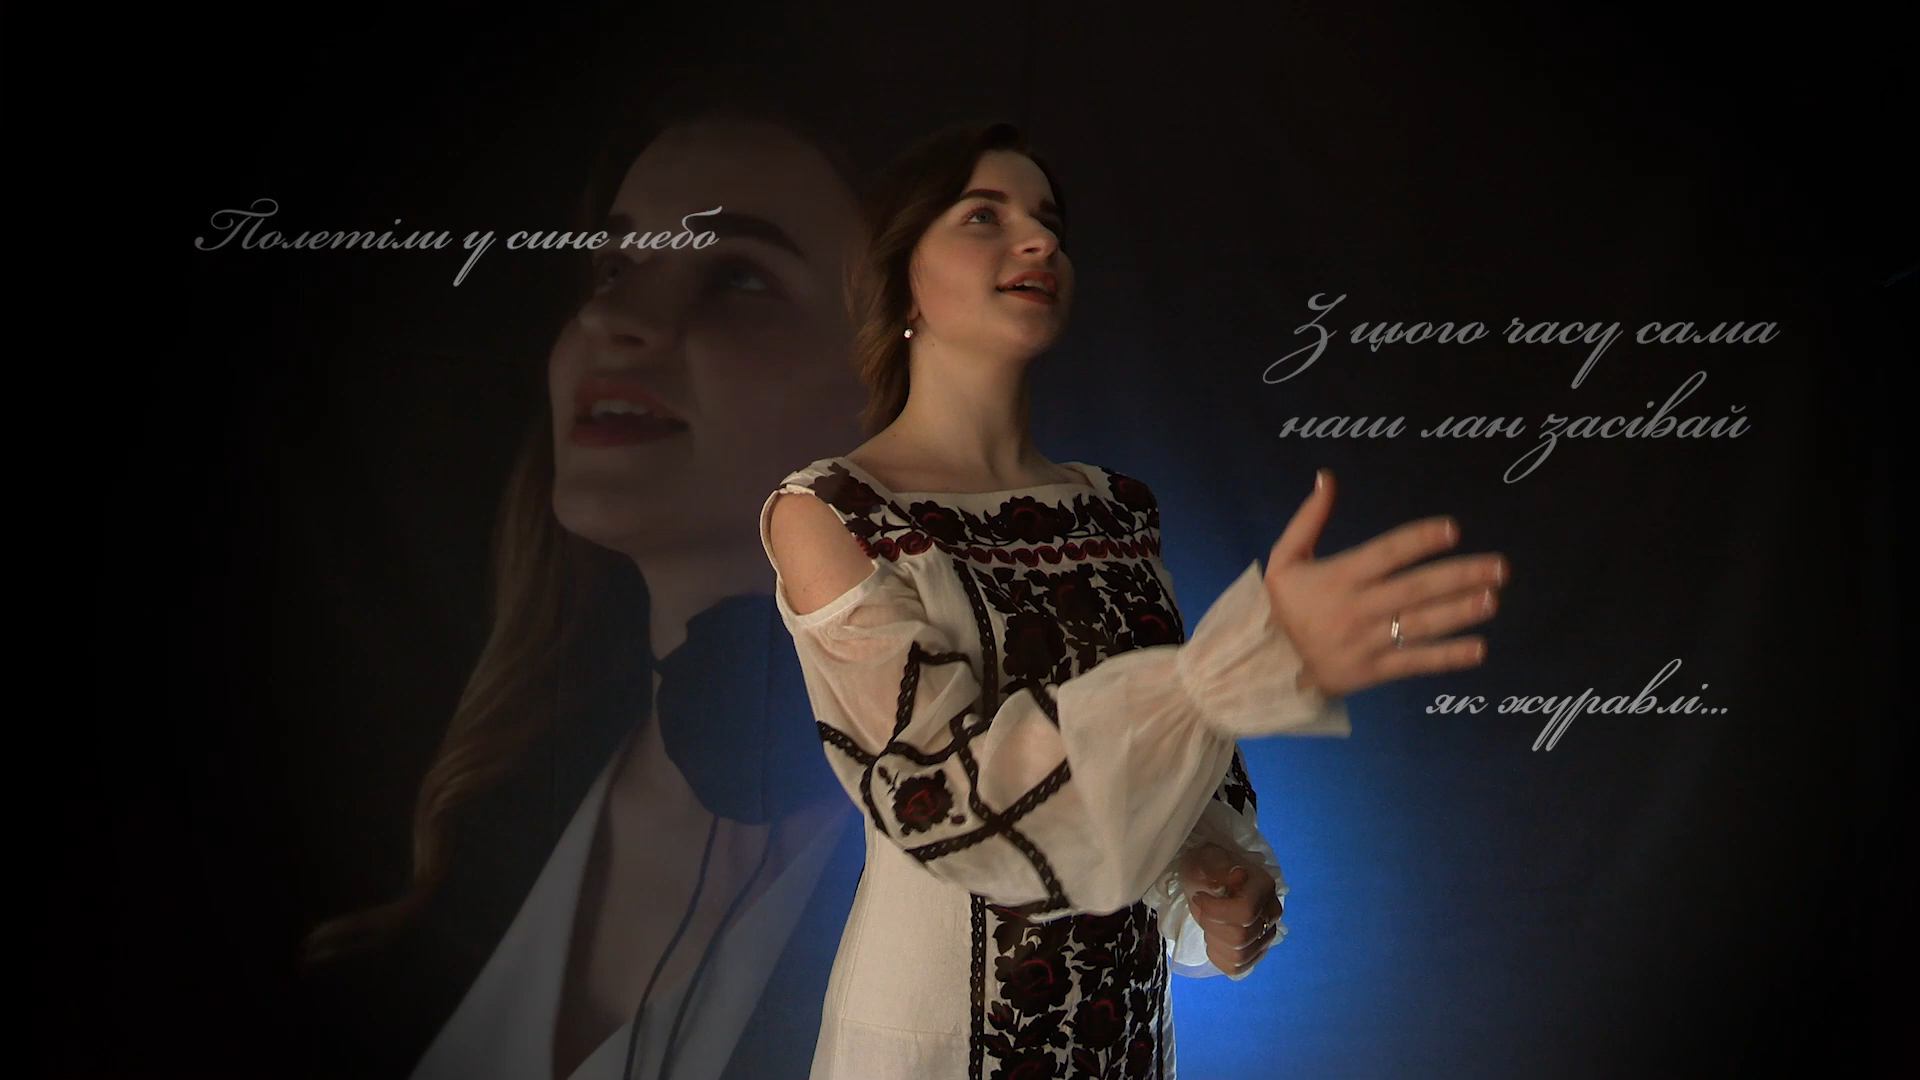 Полетіли у синє небо
З цього часу сама
наш лан засівай
як журавлі...